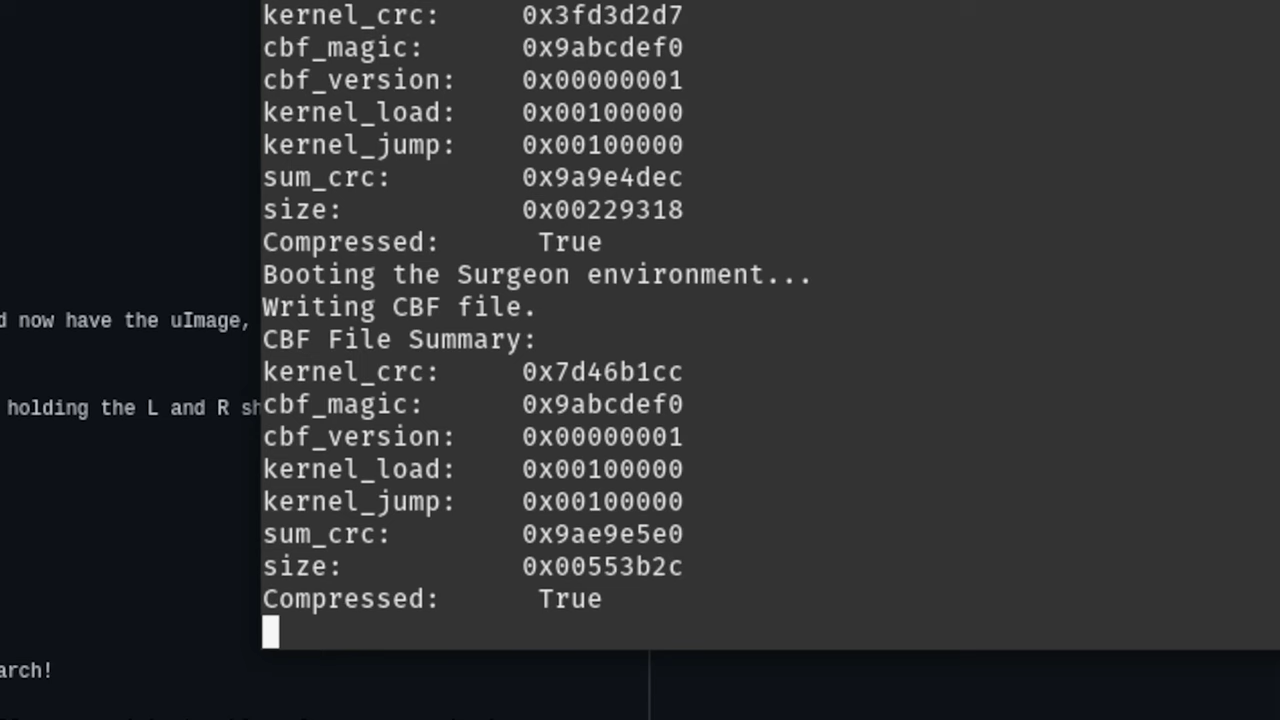 kernel_crc: 0x3fd3d2d7
cbf_magic: 0x9abcdef0
cbf_version: 0x00000001
kernel_load: 0x00100000
kernel_jump: 0x00100000
sum_crc: 0x9a9e4dec
size: 0x00229318
Compressed: True
Booting the Surgeon environment...
Writing CBF file.
CBF File Summary:
kernel_crc: 0x7d46b1cc
cbf_magic: 0x9abcdef0
cbf_version: 0x00000001
kernel_load: 0x00100000
kernel_jump: 0x00100000
sum_crc: 0x9ae9e5e0
size: 0x00553b2c
Compressed: True
d now have the uImage,
holding the L and R sh
arch!